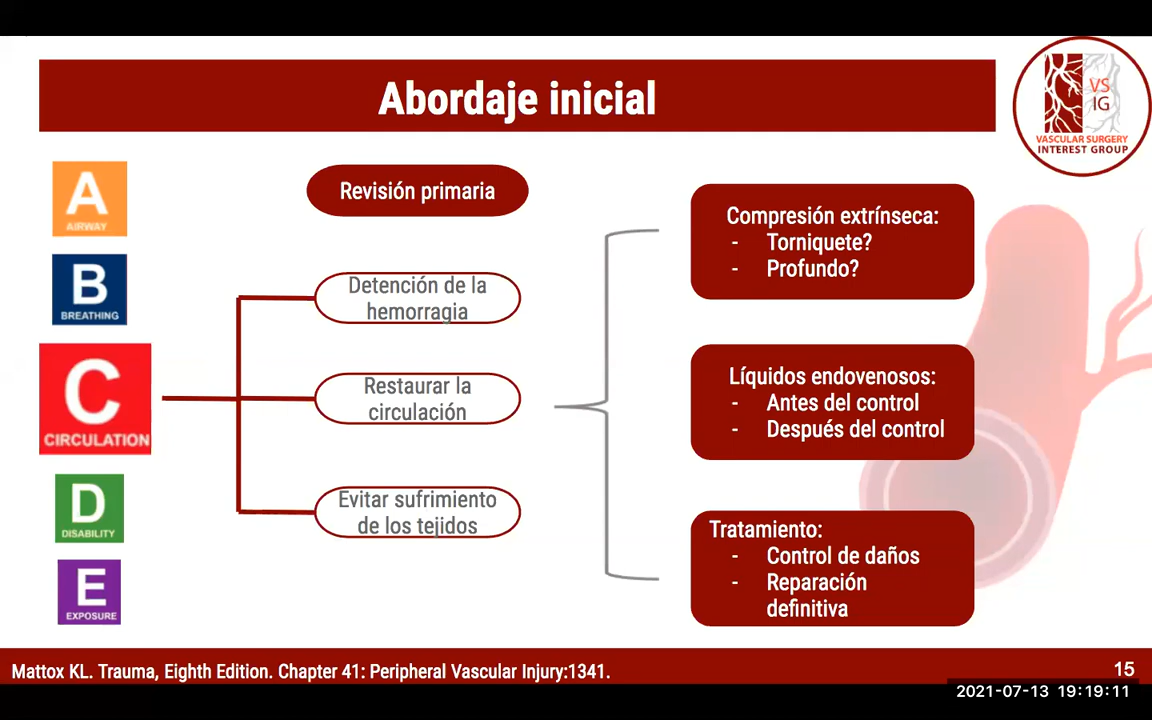 Abordaje inicial
VS
IG
VASCULAR SURGERY
INTEREST GROUP
A
AIRWAY
B
BREATHING
C
CIRCULATION
D
DISABILITY
E
EXPOSURE
Revisión primaria
Detención de la
hemorragia
Restaurar la
circulación
Evitar sufrimiento
de los tejidos
Compresión extrínseca:
- Torniquete?
- Profundo?
Líquidos endovenosos:
- Antes del control
- Después del control
Tratamiento:
- Control de daños
- Reparación
definitiva
Mattox KL. Trauma, Eighth Edition. Chapter 41: Peripheral Vascular Injury:1341.
15
2021-07-13 19:19:11